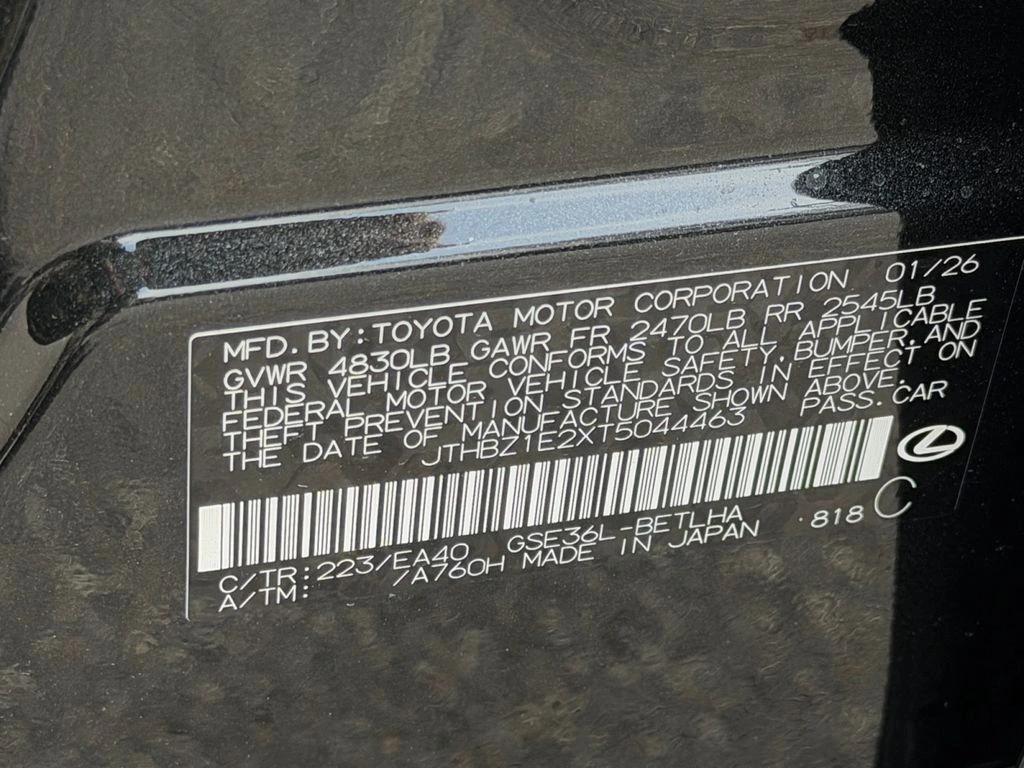 MFD. BY: TOYOTA MOTOR CORPORATION 01/26
GVWR 4830LB GAWR FR 2470LB RR 2545LB
THIS VEHICLE CONFORMS TO ALL APPLICABLE
FEDERAL MOTOR VEHICLE SAFETY, BUMPER, AND
THEFT PREVENTION STANDARDS IN EFFECT ON
THE DATE OF MANUFACTURE SHOWN ABOVE.
JTHBZ1E2XT5044463 PASS. CAR
C/TR: 223/EA40 GSE36L-BETLHA ·818 C
A/TM: /A760H MADE IN JAPAN